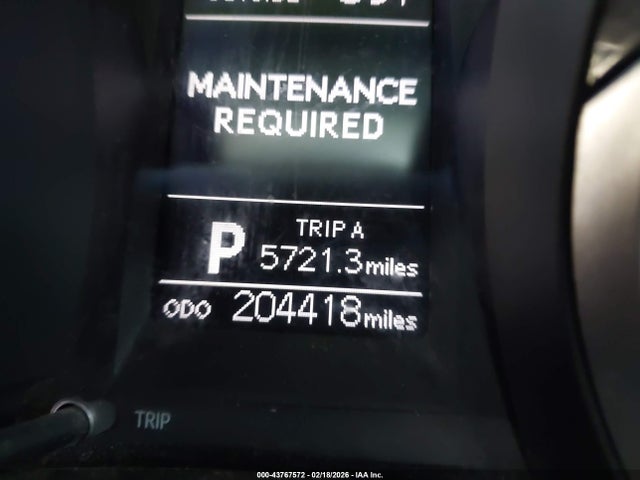 MAINTENANCE
REQUIRED
TRIP A
P 5721.3 miles
ODO 204418 miles
TRIP
000-43767572 - 02/18/2026 - IAA Inc.